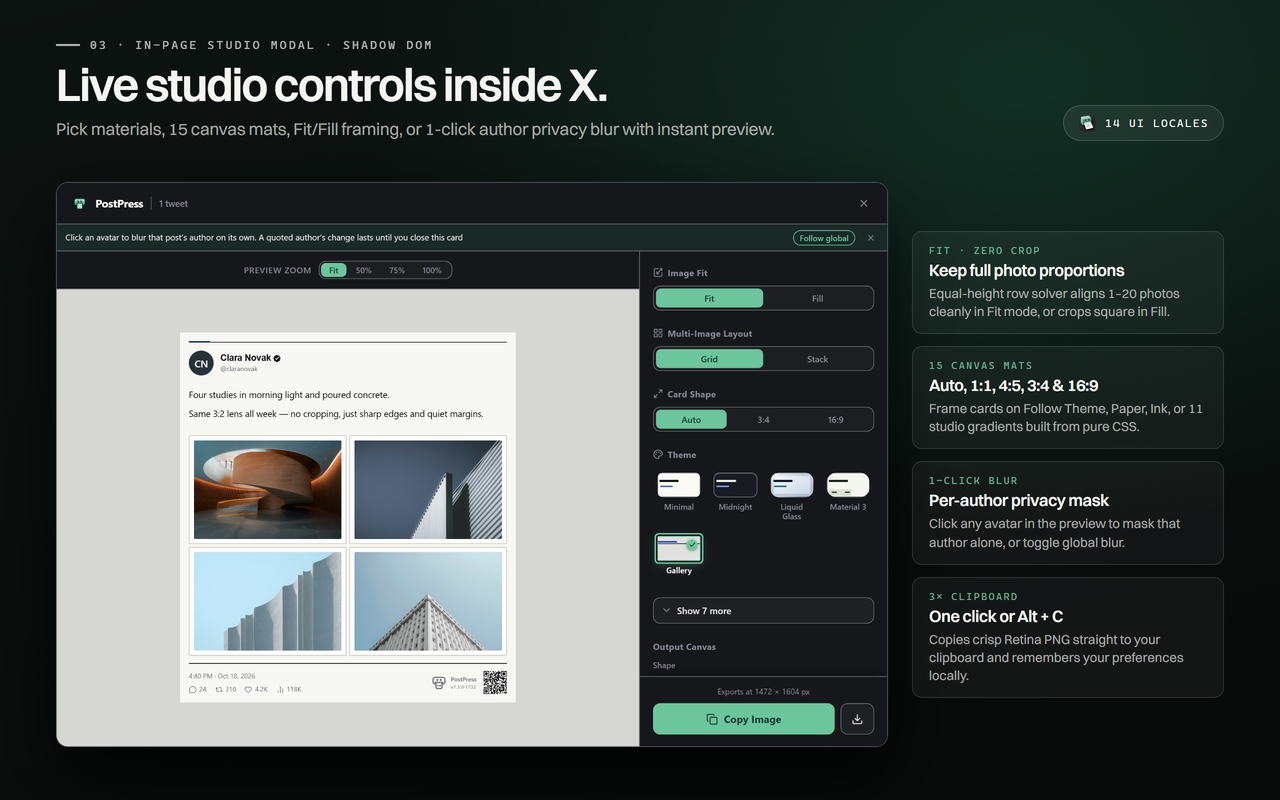 03 · IN-PAGE STUDIO MODAL · SHADOW DOM
Live studio controls inside X.
Pick materials, 15 canvas mats, Fit/Fill framing, or 1-click author privacy blur with instant preview.
14 UI LOCALES
PostPress | 1 tweet
Click an avatar to blur that post's author on its own. A quoted author's change lasts until you close this card
Follow global
PREVIEW ZOOM
Fit 50% 75% 100%
CN
Clara Novak
@claranovak
Four studies in morning light and poured concrete.
Same 3:2 lens all week — no cropping, just sharp edges and quiet margins.
4:40 PM · Oct 18, 2026
24 310 4.2K 118K
PostPress
v1.3.0-1732
Image Fit
Fit Fill
Multi-Image Layout
Grid Stack
Card Shape
Auto 3:4 16:9
Theme
Minimal
Midnight
Liquid
Glass
Material 3
Gallery
Show 7 more
Output Canvas
Shape
Exports at 1472 × 1604 px
Copy Image
FIT · ZERO CROP
Keep full photo proportions
Equal-height row solver aligns 1–20 photos
cleanly in Fit mode, or crops square in Fill.
15 CANVAS MATS
Auto, 1:1, 4:5, 3:4 & 16:9
Frame cards on Follow Theme, Paper, Ink, or 11
studio gradients built from pure CSS.
1-CLICK BLUR
Per-author privacy mask
Click any avatar in the preview to mask that
author alone, or toggle global blur.
3× CLIPBOARD
One click or Alt + C
Copies crisp Retina PNG straight to your
clipboard and remembers your preferences
locally.